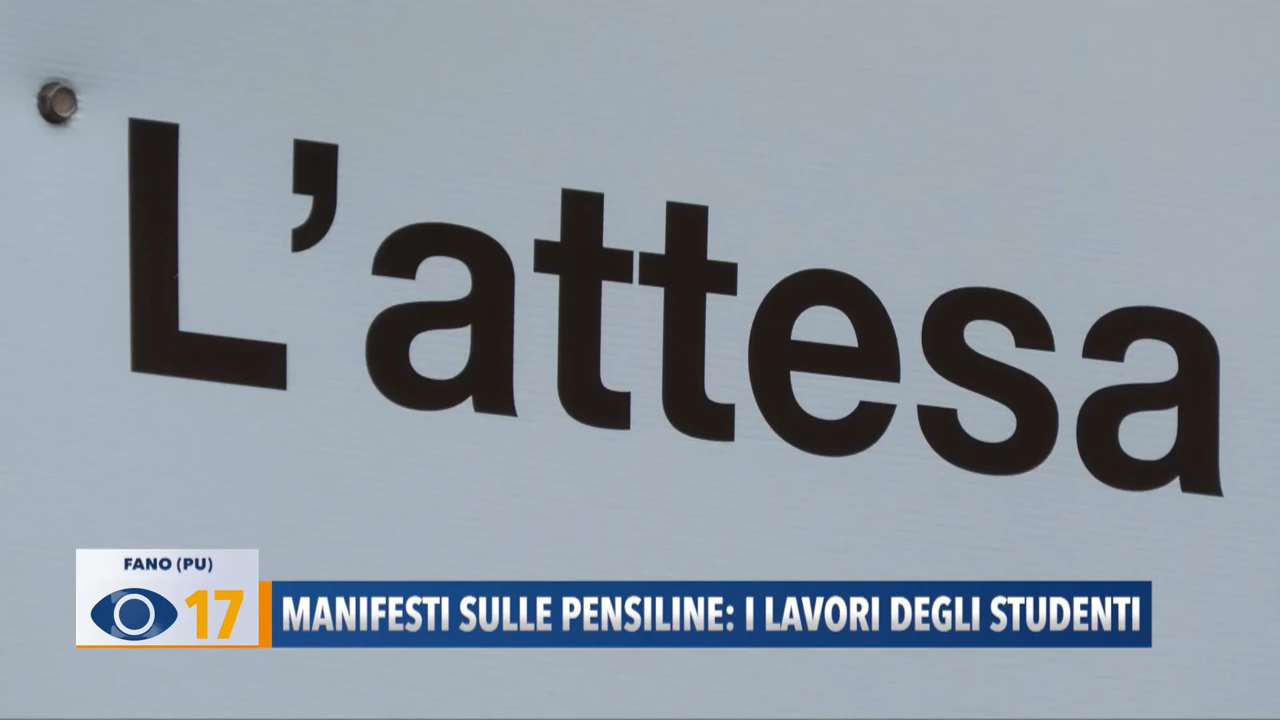 L’attesa
FANO (PU)
17
MANIFESTI SULLE PENSILINE: I LAVORI DEGLI STUDENTI